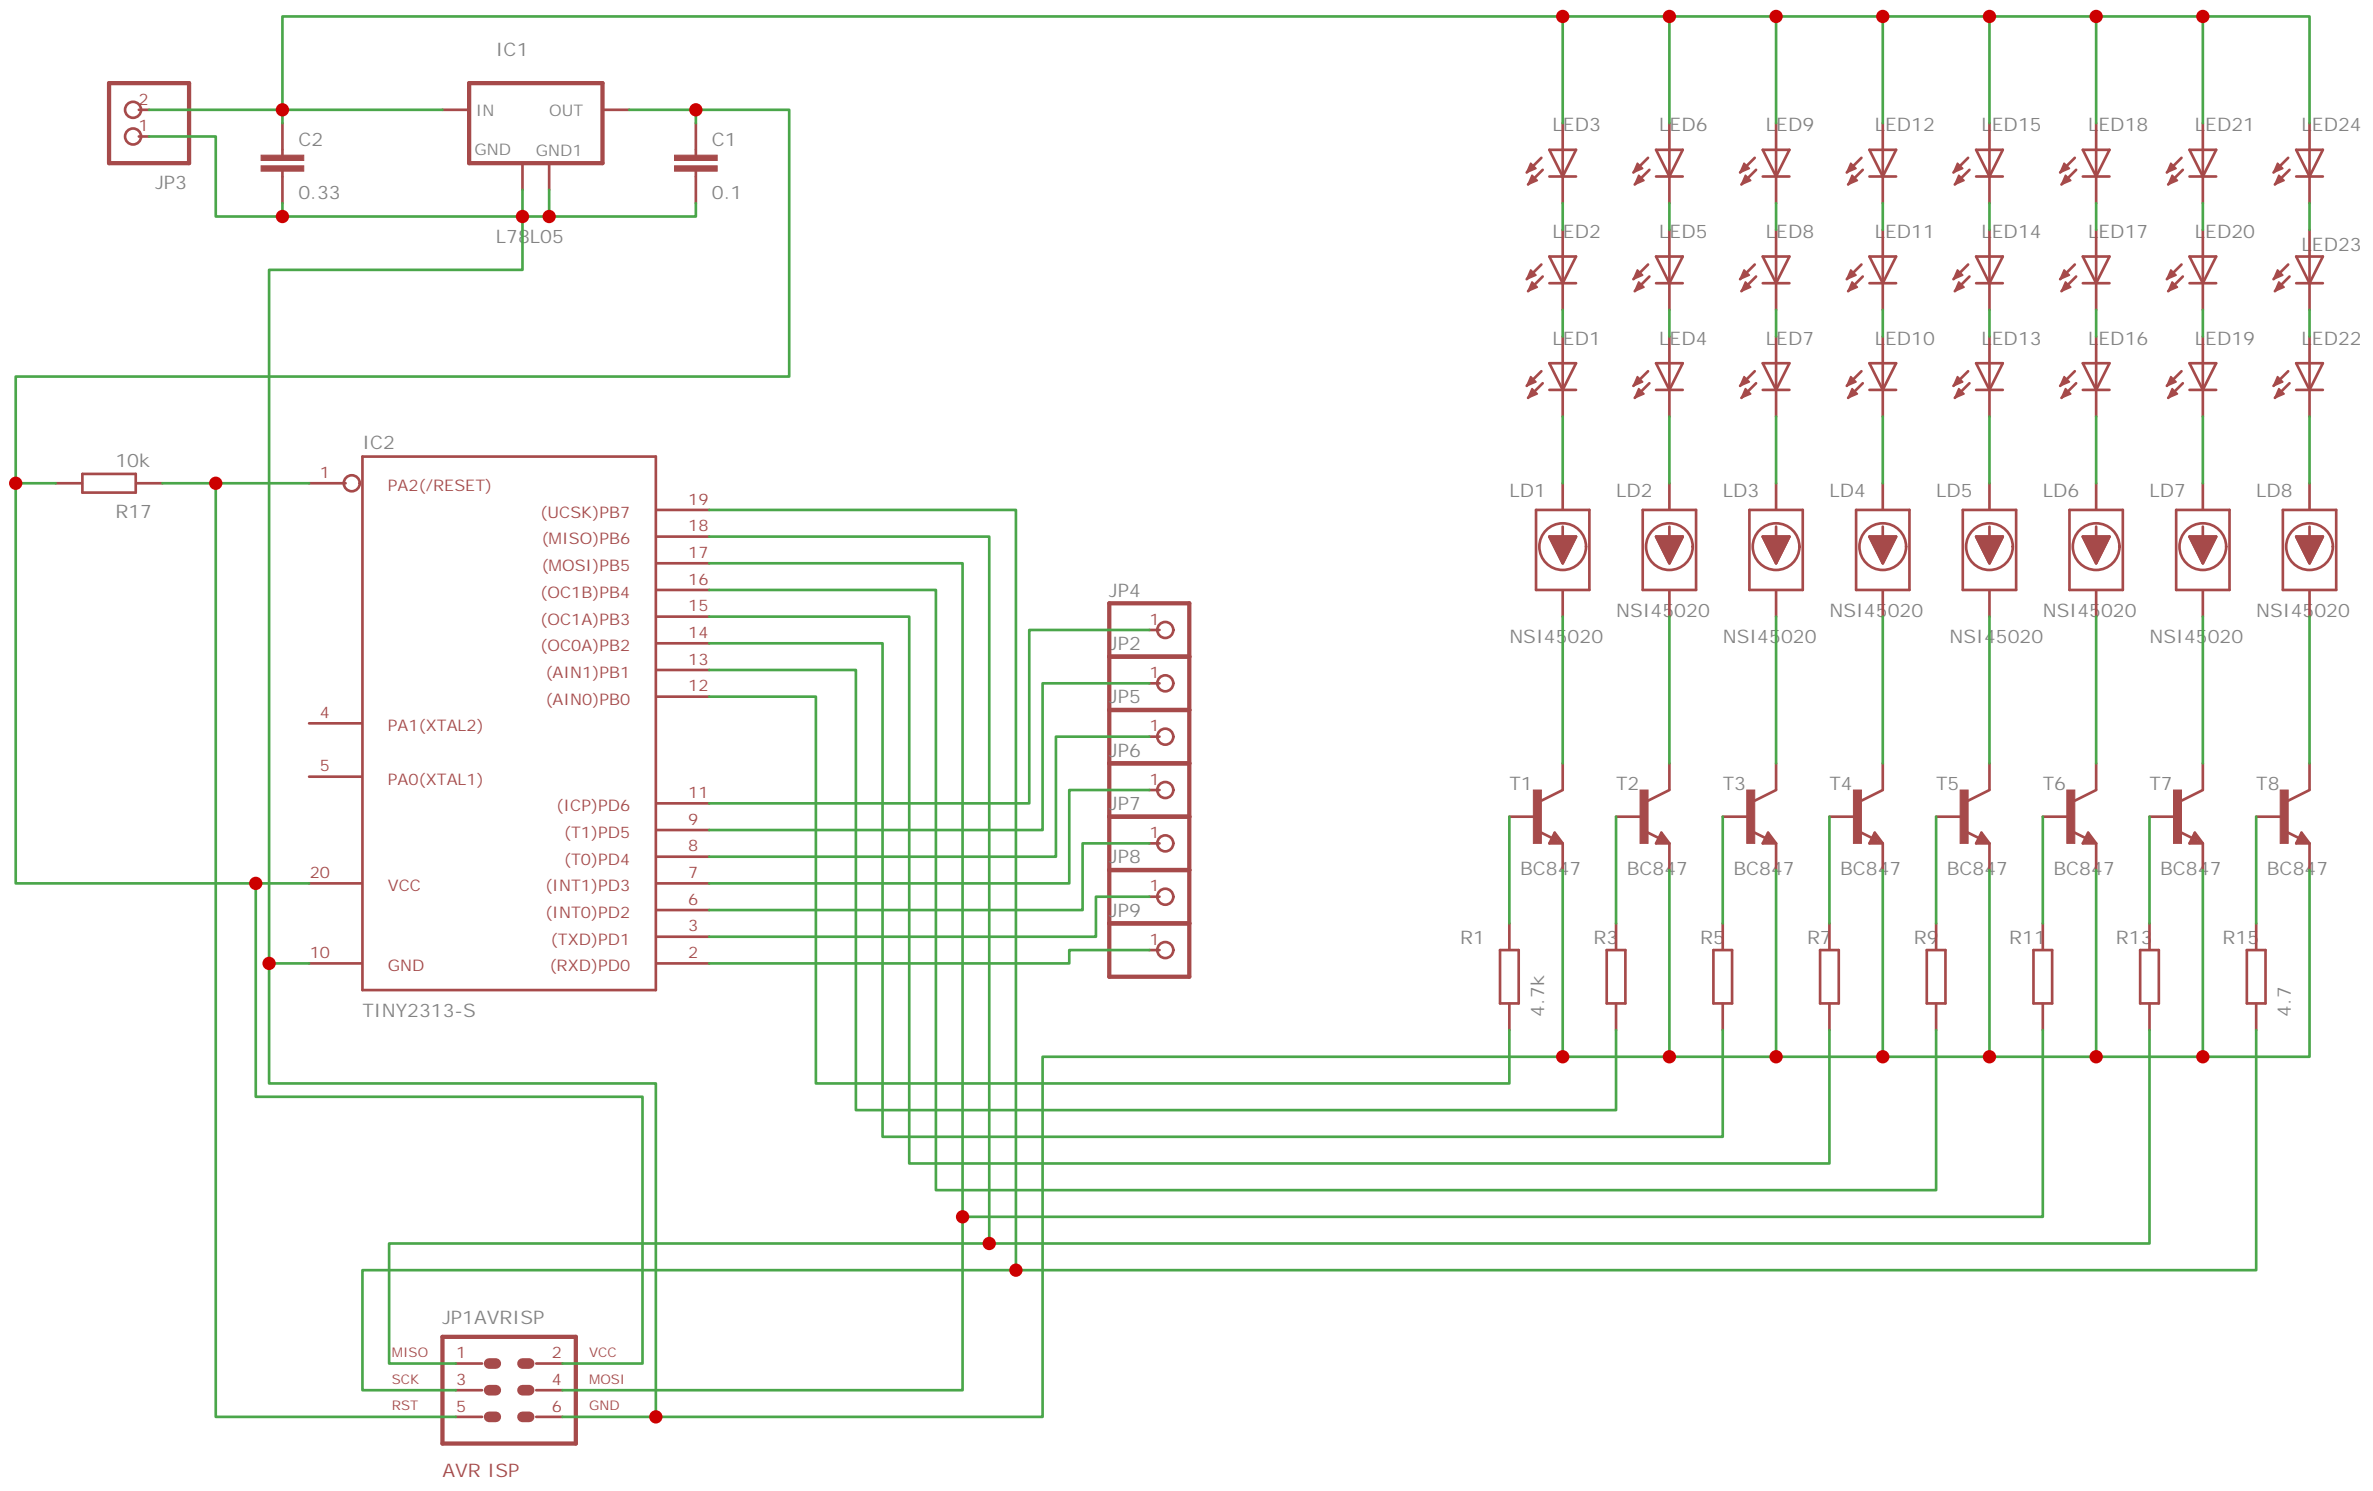 IC1
2
IN
OUT
1
C2
C1
GND
GND1
JP3
0.33
0.1
L78L05
LED3
LED6
LED9
LED12
LED15
LED18
LED21
LED24
LED2
LED5
LED8
LED11
LED14
LED17
LED20
LED23
LED1
LED4
LED7
LED10
LED13
LED16
LED19
LED22
IC2
10k
R17
1
PA2(/RESET)
(UCSK)PB7
19
(MISO)PB6
18
(MOSI)PB5
17
(OC1B)PB4
16
(OC1A)PB3
15
(OC0A)PB2
14
(AIN1)PB1
13
(AIN0)PB0
12
4
PA1(XTAL2)
5
PA0(XTAL1)
(ICP)PD6
11
(T1)PD5
9
(T0)PD4
8
20
VCC
(INT1)PD3
7
(INT0)PD2
6
(TXD)PD1
3
10
GND
(RXD)PD0
2
TINY2313-S
JP4
1
JP2
1
JP5
1
JP6
1
JP7
1
JP8
1
JP9
1
LD1
LD2
LD3
LD4
LD5
LD6
LD7
LD8
NSI45020
NSI45020
NSI45020
NSI45020
NSI45020
NSI45020
NSI45020
NSI45020
T1
T2
T3
T4
T5
T6
T7
T8
BC847
BC847
BC847
BC847
BC847
BC847
BC847
BC847
R1
R3
R5
R7
R9
R11
R13
R15
4.7k
4.7
JP1AVRISP
MISO
1
2
VCC
SCK
3
4
MOSI
RST
5
6
GND
AVR ISP